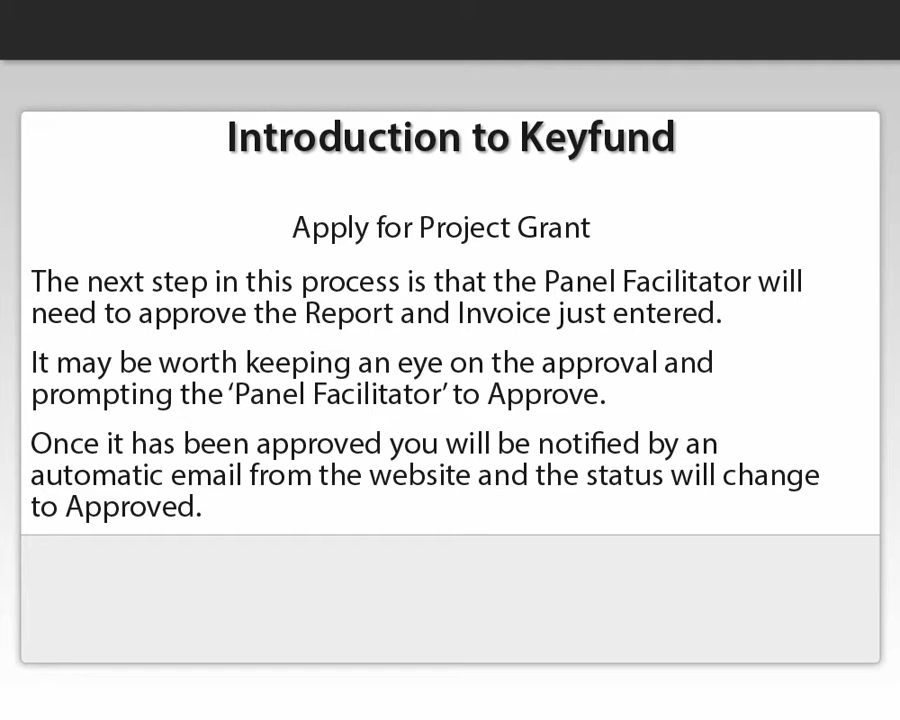 Introduction to Keyfund
Apply for Project Grant
The next step in this process is that the Panel Facilitator will
need to approve the Report and Invoice just entered.
It may be worth keeping an eye on the approval and
prompting the ‘Panel Facilitator’ to Approve.
Once it has been approved you will be notified by an
automatic email from the website and the status will change
to Approved.